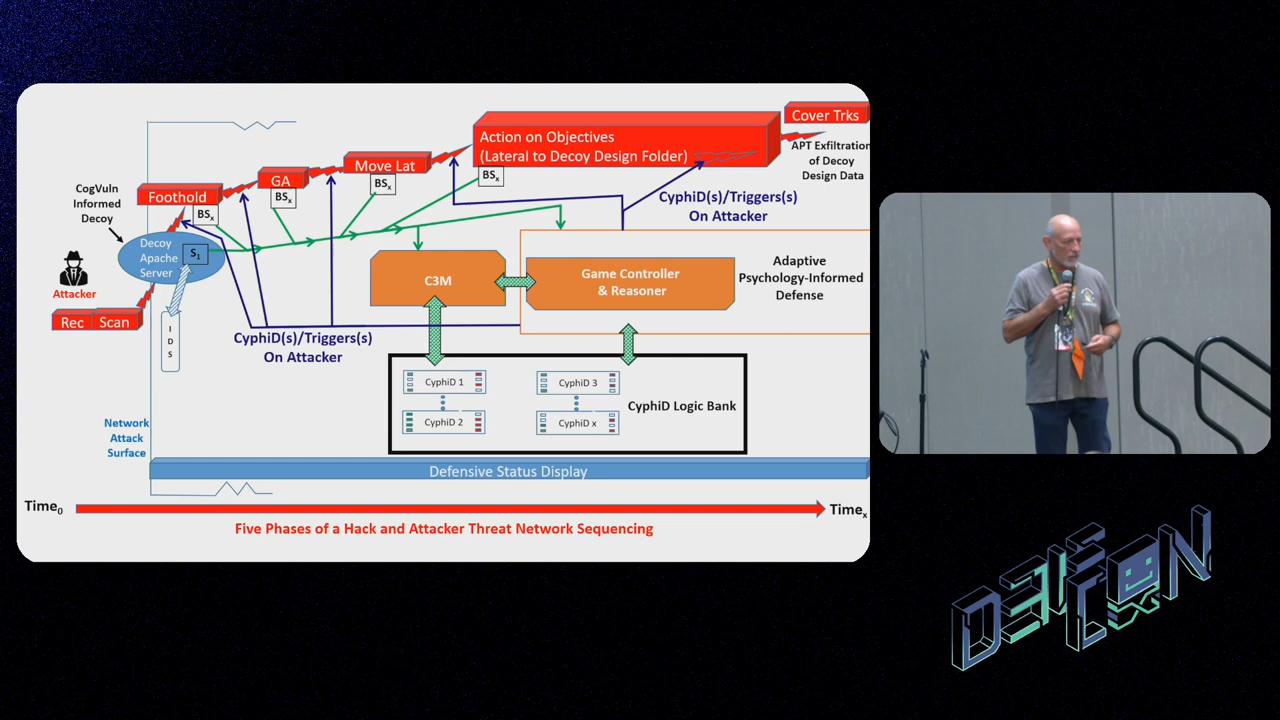 Cover Trks
Action on Objectives
(Lateral to Decoy Design Folder)
APT Exfiltration
of Decoy
Design Data
Move Lat
GA
Foothold
BSx
BSx
BSx
BSx
CogVuln
Informed
Decoy
CyphiD(s)/Triggers(s)
On Attacker
Decoy
Apache
Server
S1
Attacker
Rec
Scan
I
D
S
C3M
Game Controller
& Reasoner
Adaptive
Psychology-Informed
Defense
CyphiD(s)/Triggers(s)
On Attacker
CyphiD 1
CyphiD 3
CyphiD 2
CyphiD x
CyphiD Logic Bank
Network
Attack
Surface
Defensive Status Display
Time0
Timex
Five Phases of a Hack and Attacker Threat Network Sequencing
DEF CON